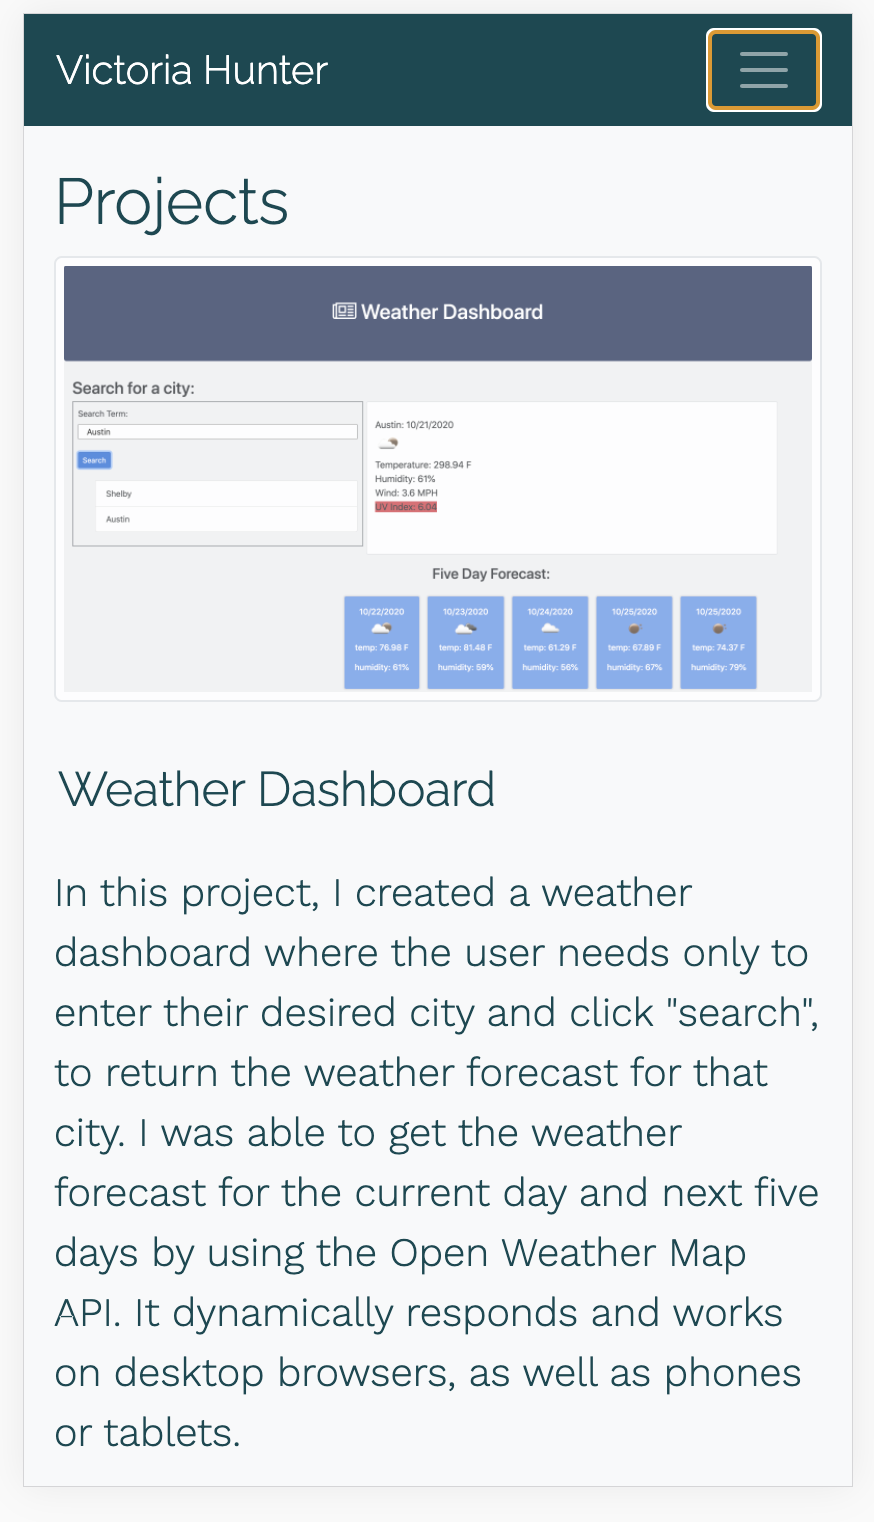 Victoria Hunter
Projects
Weather Dashboard
Search for a city:
Search Term:
Austin
Search
Shelby
Austin
Austin: 10/21/2020
Temperature: 298.94 F
Humidity: 61%
Wind: 3.6 MPH
UV Index: 6.04
Five Day Forecast:
10/22/2020
temp: 76.98 F
humidity: 61%
10/23/2020
temp: 81.48 F
humidity: 59%
10/24/2020
temp: 61.29 F
humidity: 56%
10/25/2020
temp: 67.89 F
humidity: 67%
10/25/2020
temp: 74.37 F
humidity: 79%
Weather Dashboard
In this project, I created a weather
dashboard where the user needs only to
enter their desired city and click "search",
to return the weather forecast for that
city. I was able to get the weather
forecast for the current day and next five
days by using the Open Weather Map
API. It dynamically responds and works
on desktop browsers, as well as phones
or tablets.